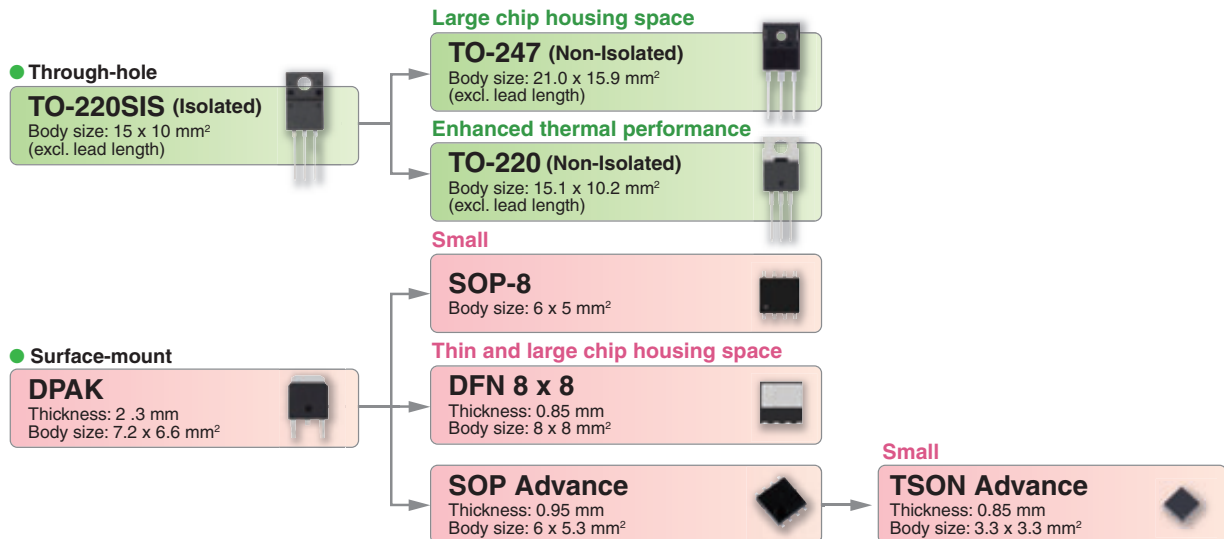 Large chip housing space
TO-247 (Non-Isolated)
Body size: 21.0 x 15.9 mm²
(excl. lead length)
Through-hole
TO-220SIS (Isolated)
Body size: 15 x 10 mm²
(excl. lead length)
Enhanced thermal performance
TO-220 (Non-Isolated)
Body size: 15.1 x 10.2 mm²
(excl. lead length)
Small
SOP-8
Body size: 6 x 5 mm²
Surface-mount
DPAK
Thickness: 2 .3 mm
Body size: 7.2 x 6.6 mm²
Thin and large chip housing space
DFN 8 x 8
Thickness: 0.85 mm
Body size: 8 x 8 mm²
SOP Advance
Thickness: 0.95 mm
Body size: 6 x 5.3 mm²
Small
TSON Advance
Thickness: 0.85 mm
Body size: 3.3 x 3.3 mm²